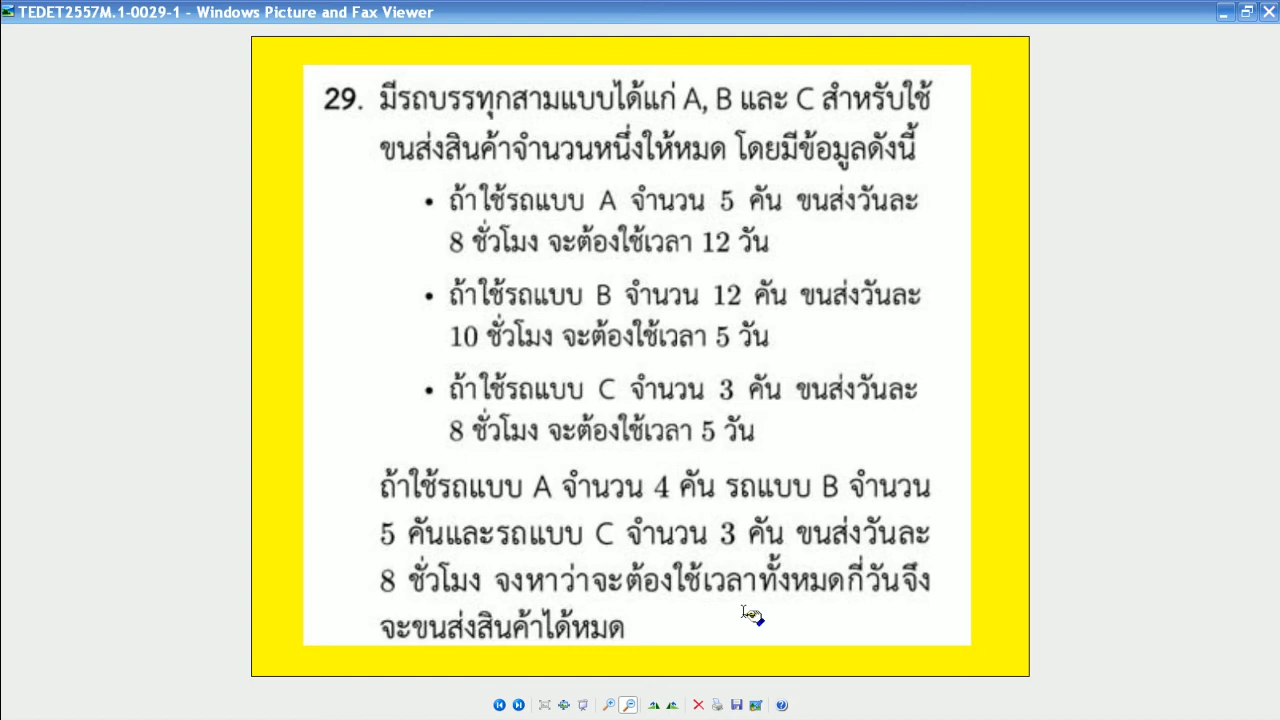 TEDET2557M.1-0029-1 - Windows Picture and Fax Viewer
29. มีรถบรรทุกสามแบบได้แก่ A, B และ C สำหรับใช้
ขนส่งสินค้าจำนวนหนึ่งให้หมด โดยมีข้อมูลดังนี้
• ถ้าใช้รถแบบ A จำนวน 5 คัน ขนส่งวันละ
8 ชั่วโมง จะต้องใช้เวลา 12 วัน
• ถ้าใช้รถแบบ B จำนวน 12 คัน ขนส่งวันละ
10 ชั่วโมง จะต้องใช้เวลา 5 วัน
• ถ้าใช้รถแบบ C จำนวน 3 คัน ขนส่งวันละ
8 ชั่วโมง จะต้องใช้เวลา 5 วัน
ถ้าใช้รถแบบ A จำนวน 4 คัน รถแบบ B จำนวน
5 คันและรถแบบ C จำนวน 3 คัน ขนส่งวันละ
8 ชั่วโมง จงหาว่าจะต้องใช้เวลาทั้งหมดกี่วันจึง
จะขนส่งสินค้าได้หมด